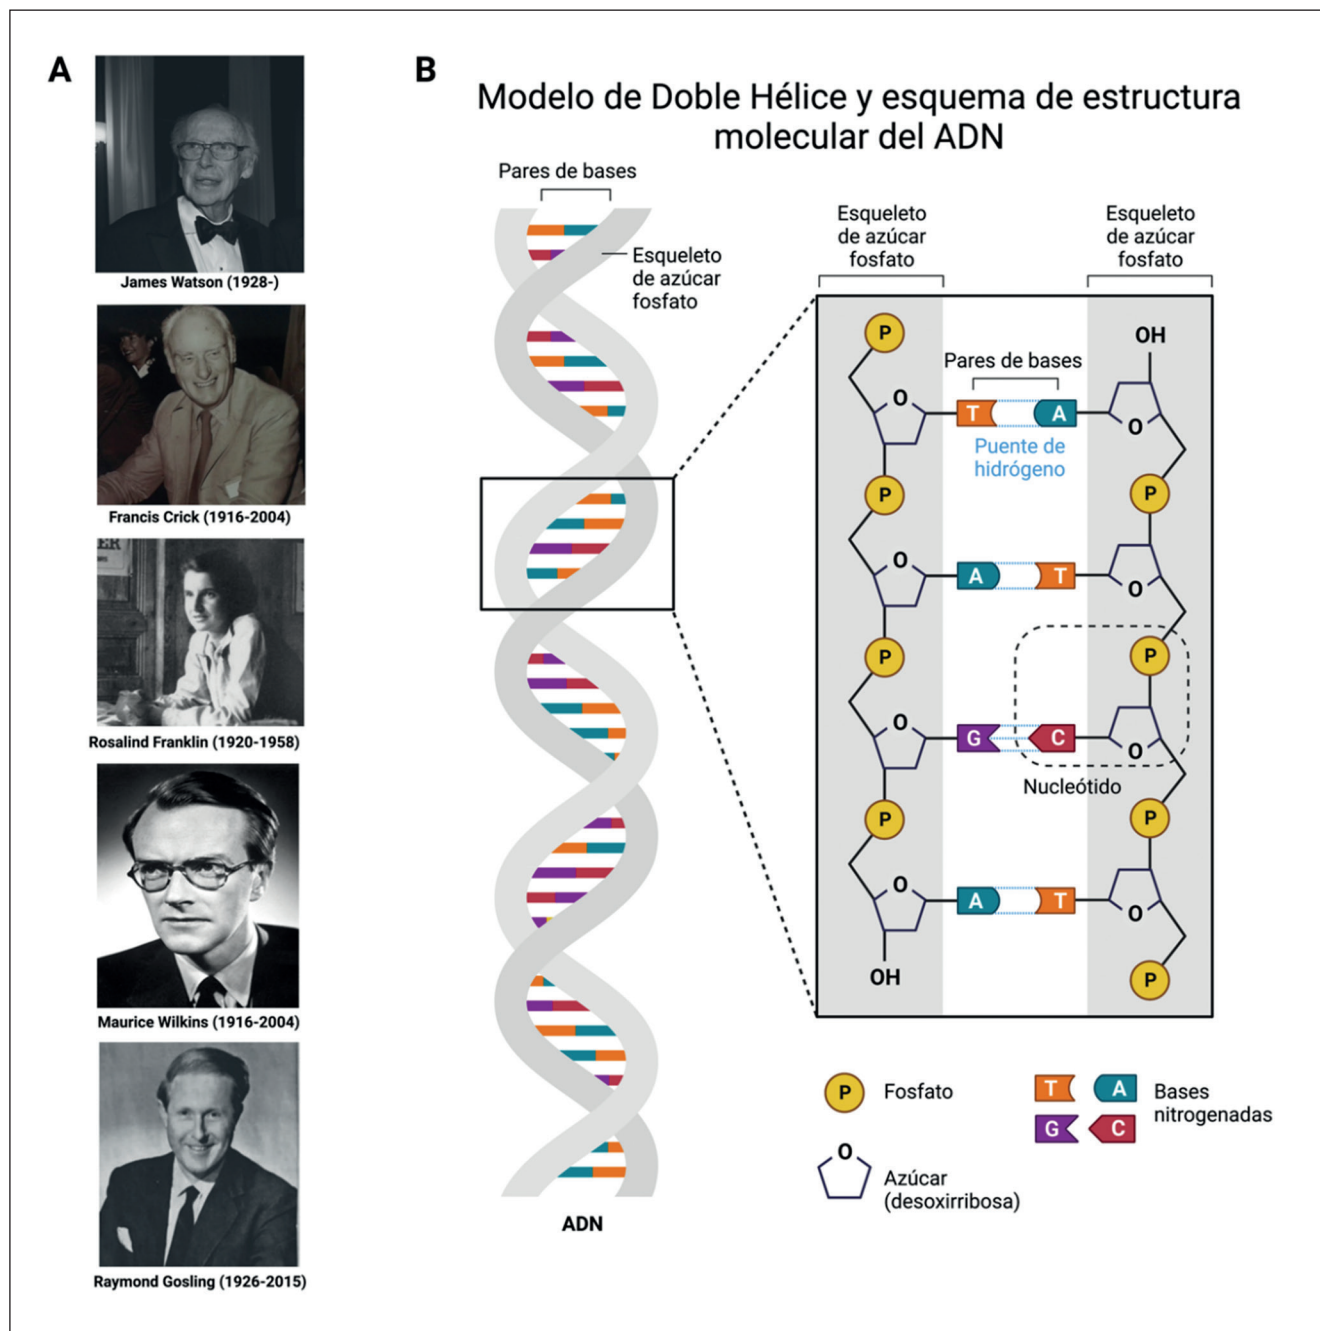 A
James Watson (1928-)
Francis Crick (1916-2004)
Rosalind Franklin (1920-1958)
Maurice Wilkins (1916-2004)
Raymond Gosling (1926-2015)
B
Modelo de Doble Hélice y esquema de estructura
molecular del ADN
Pares de bases
Esqueleto
de azúcar
fosfato
ADN
Esqueleto
de azúcar
fosfato
Esqueleto
de azúcar
fosfato
P
OH
Pares de bases
O
T
A
O
Puente de
hidrógeno
P
P
O
A
T
O
P
P
O
G
C
O
Nucleótido
P
P
O
A
T
O
OH
P
P
Fosfato
T
A
G
C
Bases
nitrogenadas
O
Azúcar
(desoxirribosa)